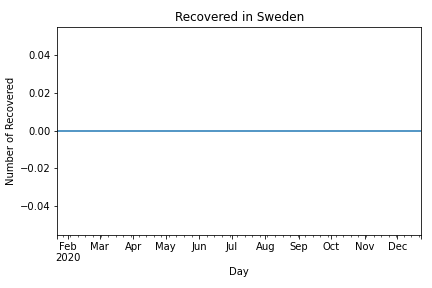 Recovered in Sweden
Number of Recovered
0.04
0.02
0.00
−0.02
−0.04
Feb Mar Apr May Jun Jul Aug Sep Oct Nov Dec
2020
Day